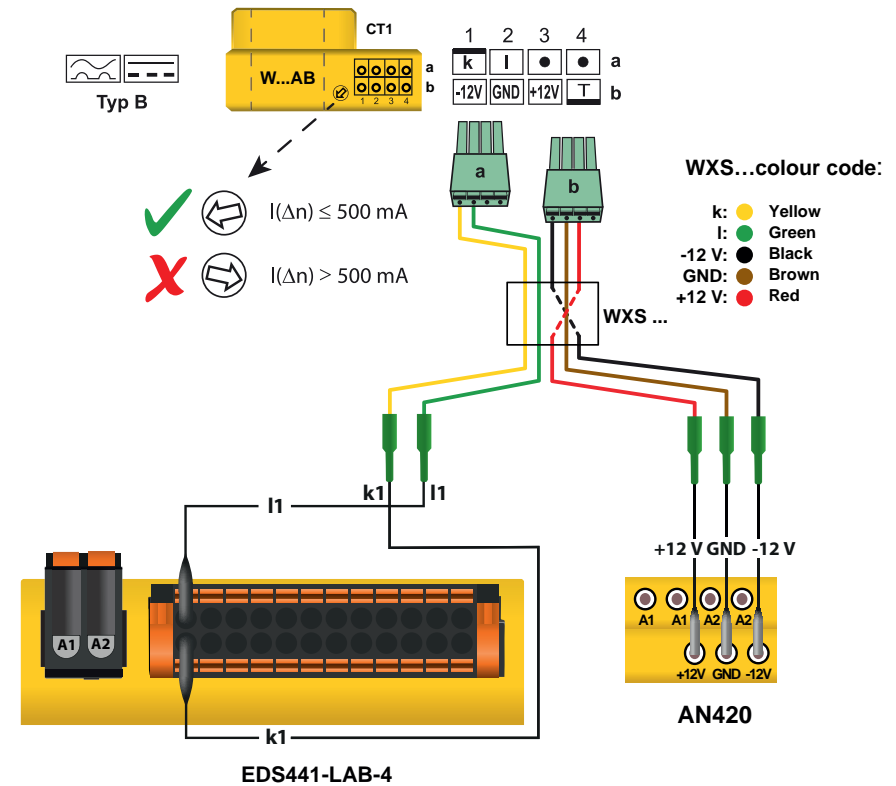 CT1
W...AB
a
b
1 2 3 4
Typ B
1 2 3 4
k l a
-12V GND +12V T b
a
b
WXS…colour code:
k: Yellow
l: Green
-12 V: Black
GND: Brown
+12 V: Red
I(Δn) ≤ 500 mA
I(Δn) > 500 mA
WXS ...
k1 l1
l1
+12 V GND -12 V
A1 A2
A1 A1 A2 A2
+12V GND -12V
AN420
k1
EDS441-LAB-4